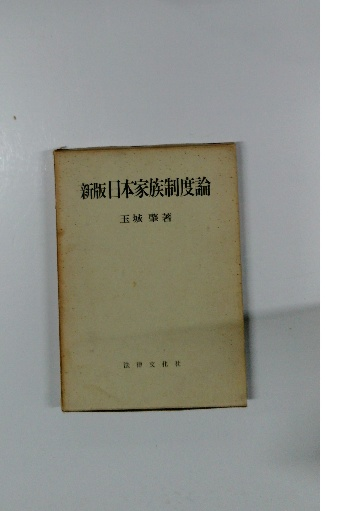 新版日本家族制度論
玉城肇著
法律文化社